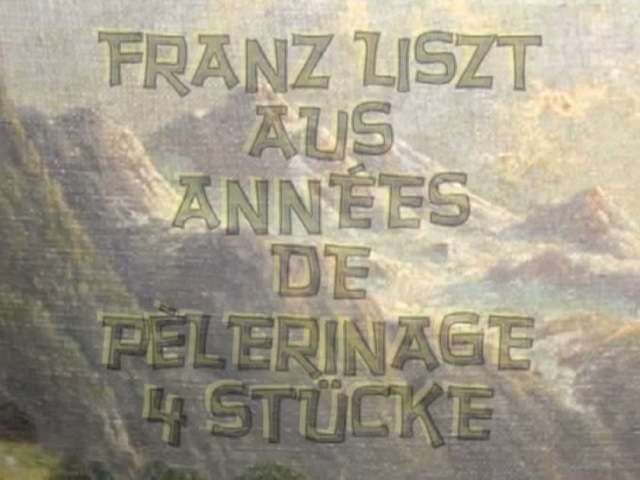 FRANZ LISZT
AUS
ANNÉES
DE
PÈLERINAGE
4 STÜCKE